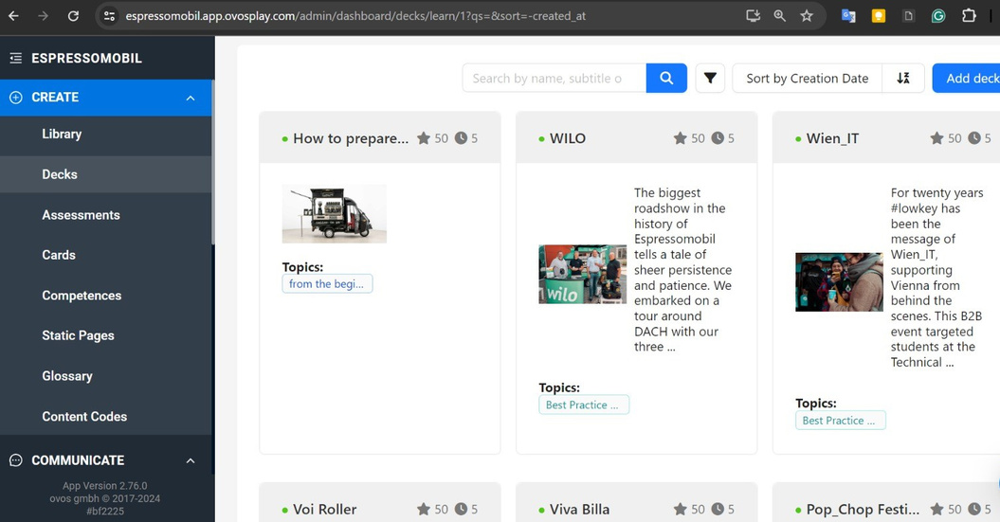 espressomobil.app.ovosplay.com/admin/dashboard/decks/learn/1?qs=&sort=-created_at
ESPRESSOMOBIL
CREATE
Library
Decks
Assessments
Cards
Competences
Static Pages
Glossary
Content Codes
COMMUNICATE
App Version 2.76.0
ovos gmbh © 2017-2024
#bf2225
Search by name, subtitle o
Sort by Creation Date
Add deck
How to prepare... 50 5
Topics:
from the begi...
WILO 50 5
wilo
The biggest
roadshow in the
history of
Espressomobil
tells a tale of
sheer persistence
and patience. We
embarked on a
tour around
DACH with our
three ...
Topics:
Best Practice ...
Wien_IT 50 5
For twenty years
#lowkey has
been the
message of
Wien_IT,
supporting
Vienna from
behind the
scenes. This B2B
event targeted
students at the
Technical ...
Topics:
Best Practice ...
Voi Roller 50 5
Viva Billa 50 5
Pop_Chop Festi... 50 5